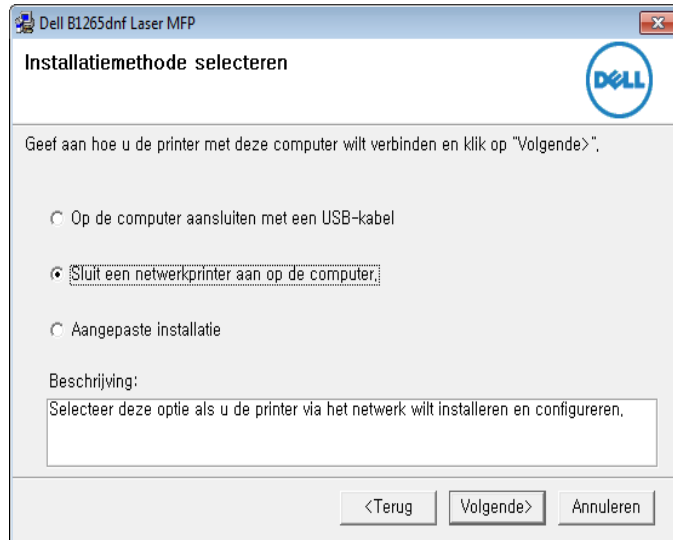 Dell B1265dnf Laser MFP
Installatiemethode selecteren
DELL
Geef aan hoe u de printer met deze computer wilt verbinden en klik op "Volgende>".
Op de computer aansluiten met een USB-kabel
Sluit een netwerkprinter aan op de computer.
Aangepaste installatie
Beschrijving:
Selecteer deze optie als u de printer via het netwerk wilt installeren en configureren.
<Terug Volgende> Annuleren